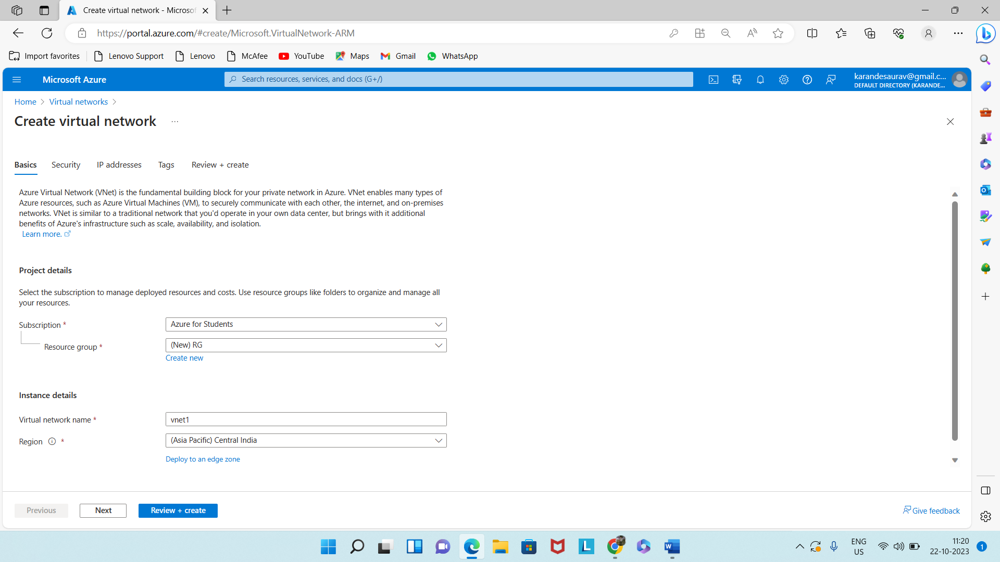 Create virtual network - Microsof
https://portal.azure.com/#create/Microsoft.VirtualNetwork-ARM
Import favorites
Lenovo Support
Lenovo
McAfee
YouTube
Maps
Gmail
WhatsApp
Microsoft Azure
Search resources, services, and docs (G+/)
karandesaurav@gmail.c...
DEFAULT DIRECTORY (KARANDE...
Home
Virtual networks
Create virtual network ...
Basics
Security
IP addresses
Tags
Review + create
Azure Virtual Network (VNet) is the fundamental building block for your private network in Azure. VNet enables many types of
Azure resources, such as Azure Virtual Machines (VM), to securely communicate with each other, the internet, and on-premises
networks. VNet is similar to a traditional network that you'd operate in your own data center, but brings with it additional
benefits of Azure's infrastructure such as scale, availability, and isolation.
Learn more.
Project details
Select the subscription to manage deployed resources and costs. Use resource groups like folders to organize and manage all
your resources.
Subscription *
Azure for Students
Resource group *
(New) RG
Create new
Instance details
Virtual network name *
vnet1
Region *
(Asia Pacific) Central India
Deploy to an edge zone
Previous
Next
Review + create
Give feedback
ENG
US
11:20
22-10-2023
1